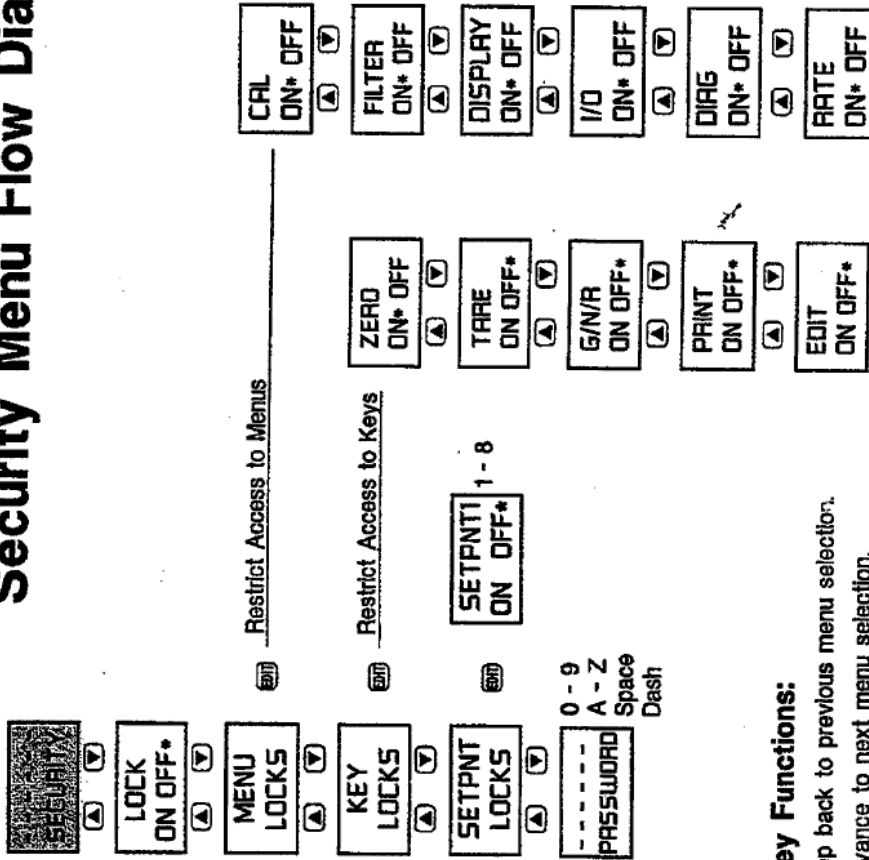 Security Menu Flow Dia
SECURITY
LOCK
ON OFF*
MENU
LOCKS
EDIT
Restrict Access to Menus
CAL
ON* OFF
FILTER
ON* OFF
DISPLAY
ON* OFF
I/O
ON* OFF
DIAG
ON* OFF
RATE
ON* OFF
KEY
LOCKS
EDIT
Restrict Access to Keys
ZERO
ON* OFF
TARE
ON OFF*
G/N/R
ON OFF*
PRINT
ON OFF*
EDIT
ON OFF*
SETPNT
LOCKS
EDIT
SETPNT1
ON OFF*
1 - 8
------
PASSWORD
0 - 9
A - Z
Space
Dash
ey Functions:
p back to previous menu selection.
vance to next menu selection.